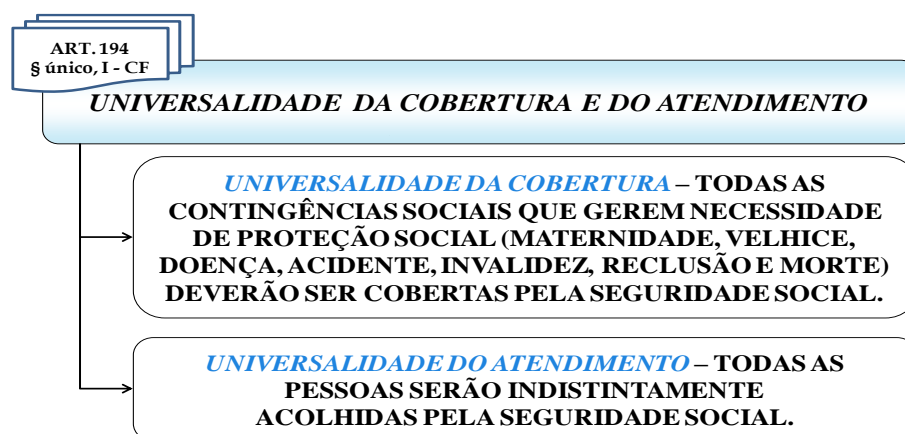 ART. 194
§ único, I - CF
UNIVERSALIDADE DA COBERTURA E DO ATENDIMENTO
UNIVERSALIDADE DA COBERTURA – TODAS AS
CONTINGÊNCIAS SOCIAIS QUE GEREM NECESSIDADE
DE PROTEÇÃO SOCIAL (MATERNIDADE, VELHICE,
DOENÇA, ACIDENTE, INVALIDEZ, RECLUSÃO E MORTE)
DEVERÃO SER COBERTAS PELA SEGURIDADE SOCIAL.
UNIVERSALIDADE DO ATENDIMENTO – TODAS AS
PESSOAS SERÃO INDISTINTAMENTE
ACOLHIDAS PELA SEGURIDADE SOCIAL.